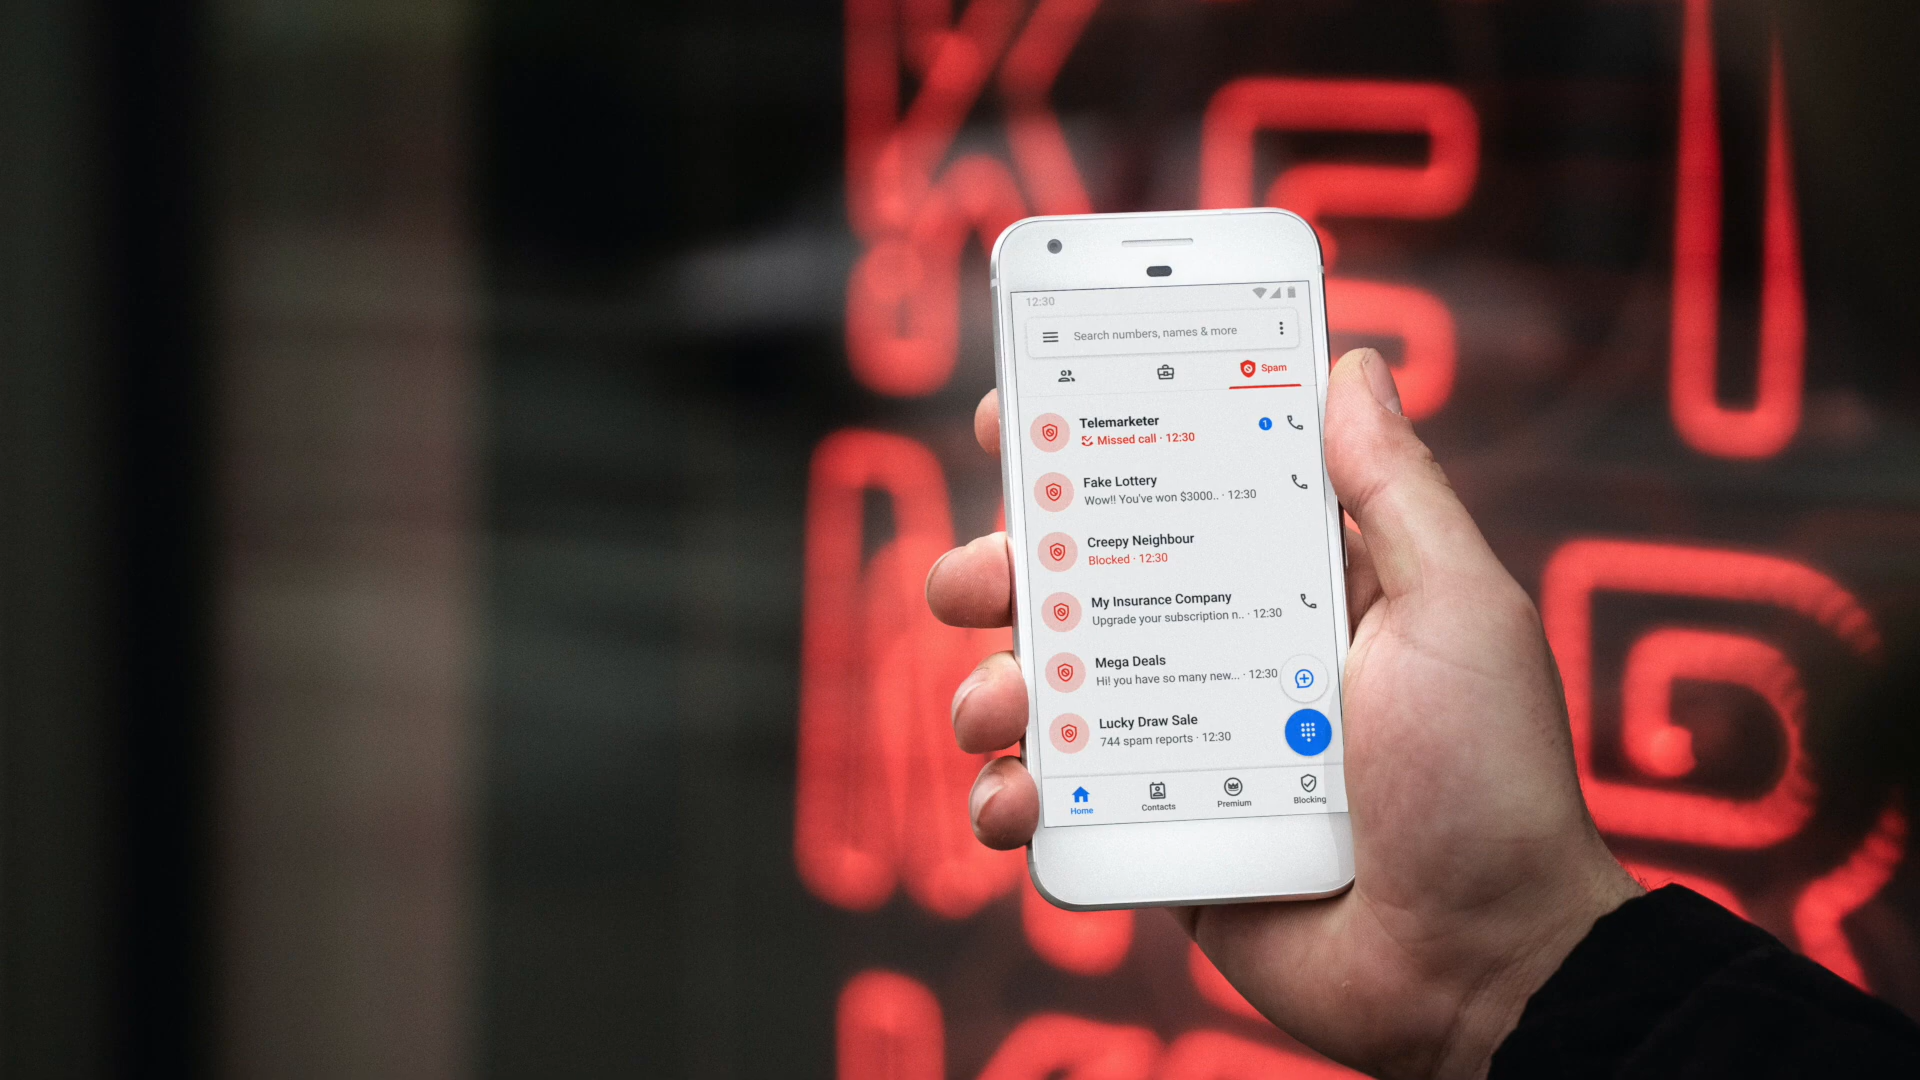 12:30
Search numbers, names & more
Spam
Telemarketer
1
Missed call · 12:30
Fake Lottery
Wow!! You've won $3000.. · 12:30
Creepy Neighbour
Blocked · 12:30
My Insurance Company
Upgrade your subscription n.. · 12:30
Mega Deals
Hi! you have so many new... · 12:30
Lucky Draw Sale
744 spam reports · 12:30
Home
Contacts
Premium
Blocking